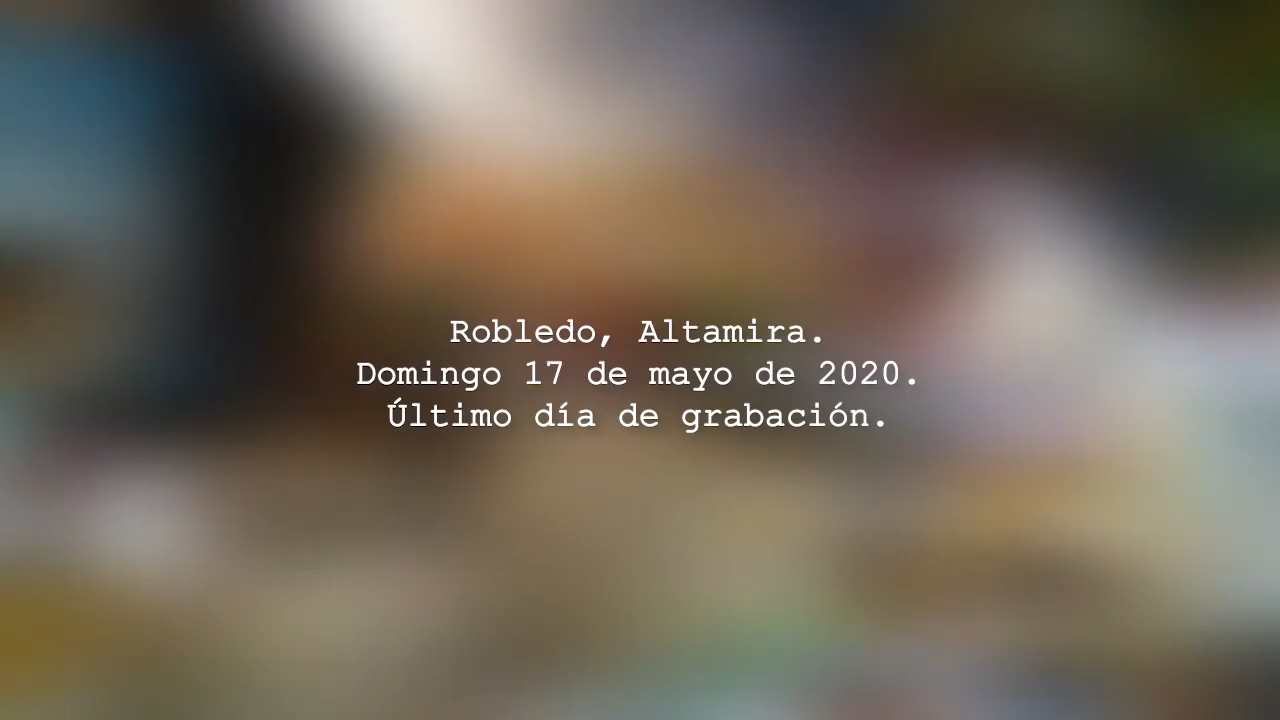 Robledo, Altamira.
Domingo 17 de mayo de 2020.
Último día de grabación.